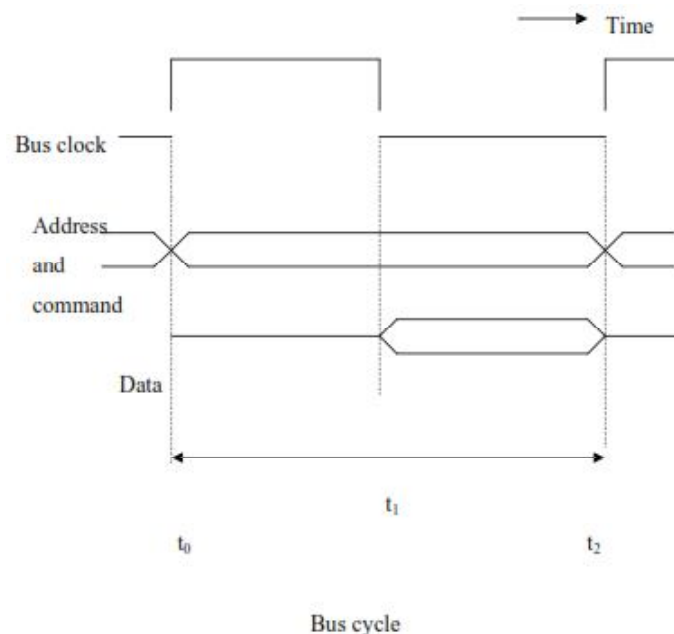 Time
Bus clock
Address
and
command
Data
t₁
t₀ t₂
Bus cycle